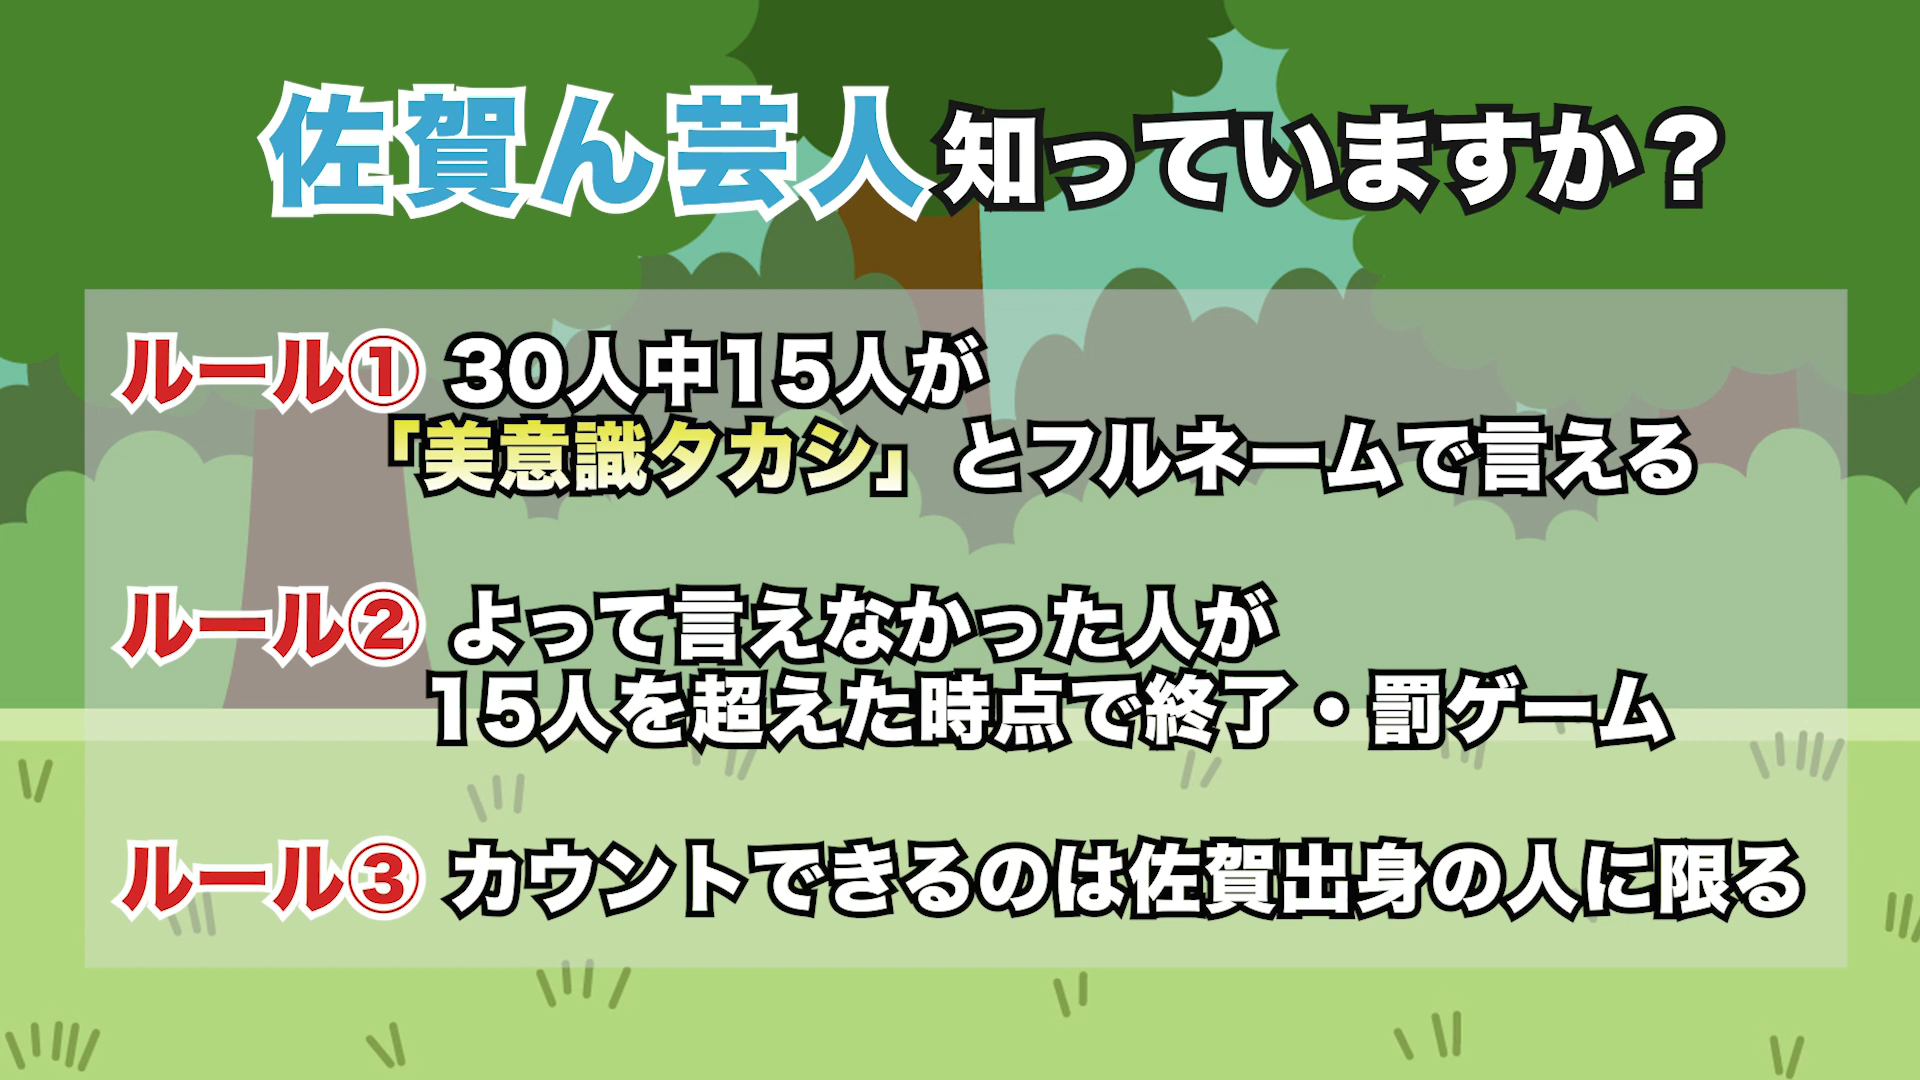 佐賀ん芸人知っていますか？
ルール① 30人中15人が
「美意識タカシ」とフルネームで言える
ルール② よって言えなかった人が
15人を超えた時点で終了・罰ゲーム
ルール③ カウントできるのは佐賀出身の人に限る